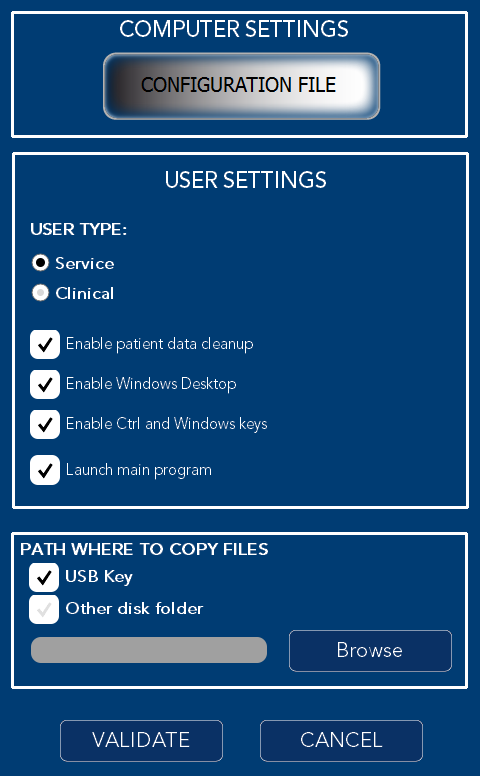 COMPUTER SETTINGS
CONFIGURATION FILE
USER SETTINGS
USER TYPE:
Service
Clinical
Enable patient data cleanup
Enable Windows Desktop
Enable Ctrl and Windows keys
Launch main program
PATH WHERE TO COPY FILES
USB Key
Other disk folder
Browse
VALIDATE
CANCEL